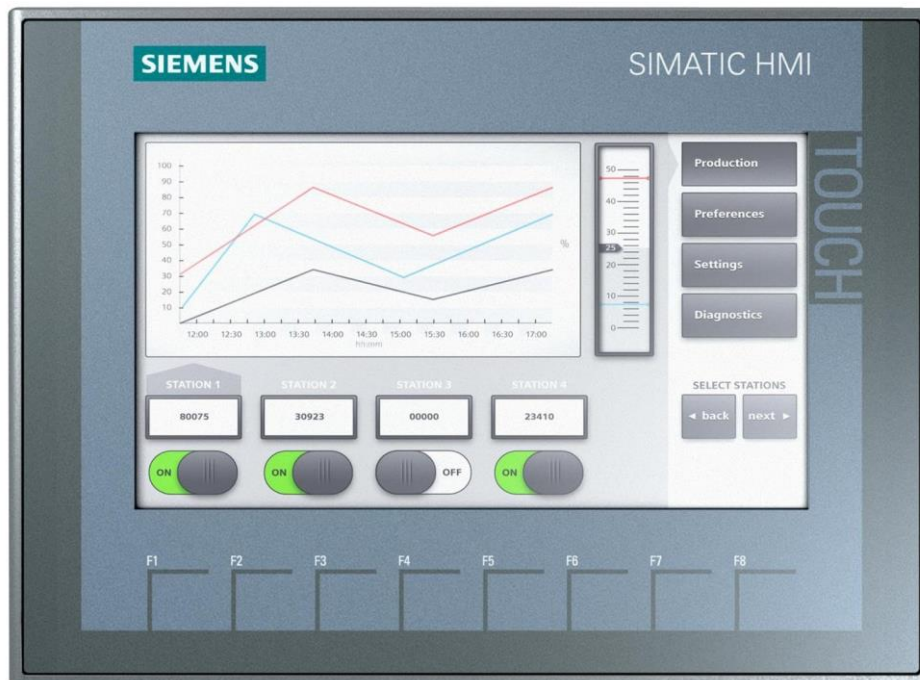 SIEMENS
SIMATIC HMI
TOUCH
100
90
80
70
60
50
40
30
20
10
12:00 12:30 13:00 13:30 14:00 14:30 15:00 15:30 16:00 16:30 17:00
hh:mm
%
50
40
30
25
20
10
0
Production
Preferences
Settings
Diagnostics
STATION 1 STATION 2 STATION 3 STATION 4
80075 30923 00000 23410
ON ON OFF ON
SELECT STATIONS
◄ back next ►
F1 F2 F3 F4 F5 F6 F7 F8